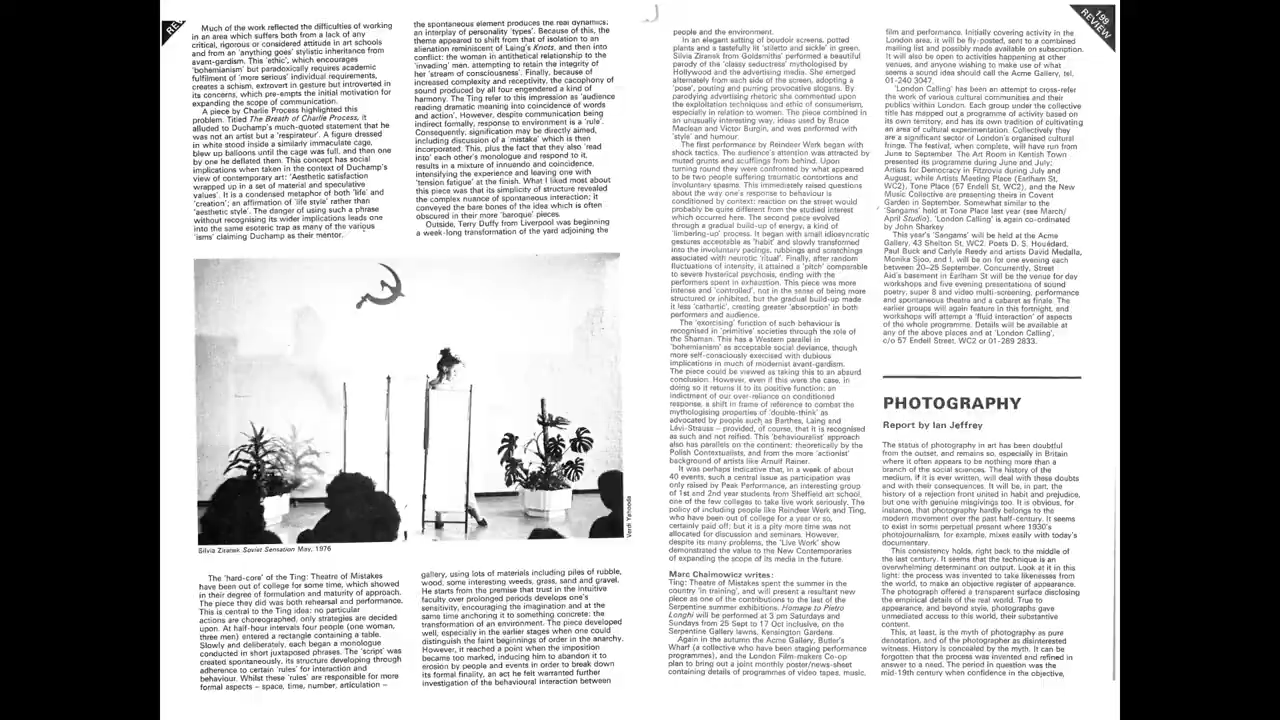 Much of the work reflected the difficulties of working
in an area which suffers both from a lack of any
critical, rigorous or considered attitude in art schools
and from an 'anything goes' stylistic inheritance from
avant-gardism. This 'ethic', which encourages
'bohemianism' but paradoxically requires academic
fulfilment of 'more serious' individual requirements,
creates a schism, extrovert in gesture but introverted in
its concerns, which pre-empts the initial motivation for
expanding the scope of communication.
A piece by Charlie Process highlighted this
problem. Titled The Breath of Charlie Process, it
alluded to Duchamp's much-quoted statement that he
was not an artist but a 'respirateur'. A figure dressed
in white stood inside a similarly immaculate cage,
blew up balloons until the cage was full, and then one
by one he deflated them. This concept has social
implications when taken in the context of Duchamp's
view of contemporary art: 'Aesthetic satisfaction
wrapped up in a set of material and speculative
values'. It is a condensed metaphor of both 'life' and
'creation'; an affirmation of 'life style' rather than
'aesthetic style'. The danger of using such a phrase
without recognising its wider implications leads one
into the same esoteric trap as many of the various
'isms' claiming Duchamp as their mentor.
the spontaneous element produces the real dynamics;
an interplay of personality 'types'. Because of this, the
theme appeared to shift from that of isolation to an
alienation reminiscent of Laing's Knots, and then into
conflict: the woman in antithetical relationship to the
'invading' men, attempting to retain the integrity of
her 'stream of consciousness'. Finally, because of
increased complexity and receptivity, the cacophony of
sound produced by all four engendered a kind of
harmony. The Ting refer to this impression as 'audience
reading dramatic meaning into coincidence of words
and action'. However, despite communication being
indirect formally, response to environment is a 'rule'.
Consequently, signification may be directly aimed,
including discussion of a 'mistake' which is then
incorporated. This, plus the fact that they also 'read
into' each other's monologue and respond to it,
results in a mixture of innuendo and coincidence,
intensifying the experience and leaving one with
'tension fatigue' at the finish. What I liked most about
this piece was that its simplicity of structure revealed
the complex nuance of spontaneous interaction; it
conveyed the bare bones of the idea which is often
obscured in their more 'baroque' pieces.
Outside, Terry Duffy from Liverpool was beginning
a week-long transformation of the yard adjoining the
Verdi Yahooda
Silvia Ziranek Soviet Sensation May, 1976
The 'hard-core' of the Ting: Theatre of Mistakes
have been out of college for some time, which showed
in their degree of formulation and maturity of approach.
The piece they did was both rehearsal and performance.
This is central to the Ting idea: no particular
actions are choreographed, only strategies are decided
upon. At half-hour intervals four people (one woman,
three men) entered a rectangle containing a table.
Slowly and deliberately, each began a monologue
conducted in short juxtaposed phrases. The 'script' was
created spontaneously, its structure developing through
adherence to certain 'rules' for interaction and
behaviour. Whilst these 'rules' are responsible for more
formal aspects – space, time, number, articulation –
gallery, using lots of materials including piles of rubble,
wood, some interesting weeds, grass, sand and gravel.
He starts from the premise that trust in the intuitive
faculty over prolonged periods develops one's
sensitivity, encouraging the imagination and at the
same time anchoring it to something concrete; the
transformation of an environment. The piece developed
well, especially in the earlier stages when one could
distinguish the faint beginnings of order in the anarchy.
However, it reached a point when the imposition
became too marked, inducing him to abandon it to
erosion by people and events in order to break down
its formal finality, an act he felt warranted further
investigation of the behavioural interaction between
people and the environment.
In an elegant setting of boudoir screens, potted
plants and a tastefully lit 'stiletto and sickle' in green,
Silvia Ziranek from Goldsmiths' performed a beautiful
parody of the 'classy seductress' mythologised by
Hollywood and the advertising media. She emerged
alternately from each side of the screen, adopting a
'pose', pouting and purring provocative slogans. By
parodying advertising rhetoric she commented upon
the exploitation techniques and ethic of consumerism,
especially in relation to women. The piece combined in
an unusually interesting way, ideas used by Bruce
Maclean and Victor Burgin, and was performed with
'style' and humour.
The first performance by Reindeer Werk began with
shock tactics. The audience's attention was attracted by
muted grunts and scufflings from behind. Upon
turning round they were confronted by what appeared
to be two people suffering traumatic contortions and
involuntary spasms. This immediately raised questions
about the way one's response to behaviour is
conditioned by context: reaction on the street would
probably be quite different from the studied interest
which occurred here. The second piece evolved
through a gradual build-up of energy, a kind of
'limbering-up' process. It began with small idiosyncratic
gestures acceptable as 'habit' and slowly transformed
into the involuntary pacings, rubbings and scratchings
associated with neurotic 'ritual'. Finally, after random
fluctuations of intensity, it attained a 'pitch' comparable
to severe hysterical psychosis, ending with the
performers spent in exhaustion. This piece was more
intense and 'controlled', not in the sense of being more
structured or inhibited, but the gradual build-up made
it less 'cathartic', creating greater 'absorption' in both
performers and audience.
The 'exorcising' function of such behaviour is
recognised in 'primitive' societies through the role of
the Shaman. This has a Western parallel in
'bohemianism' as acceptable social deviance, though
more self-consciously exercised with dubious
implications in much of modernist avant-gardism.
The piece could be viewed as taking this to an absurd
conclusion. However, even if this were the case, in
doing so it returns it to its positive function: an
indictment of our over-reliance on conditioned
response, a shift in frame of reference to combat the
mythologising properties of 'double-think' as
advocated by people such as Barthes, Laing and
Lévi-Strauss – provided, of course, that it is recognised
as such and not reified. This 'behaviouralist' approach
also has parallels on the continent: theoretically by the
Polish Contextualists, and from the more 'actionist'
background of artists like Arnulf Rainer.
It was perhaps indicative that, in a week of about
40 events, such a central issue as participation was
only raised by Peak Performance, an interesting group
of 1st and 2nd year students from Sheffield art school,
one of the few colleges to take live work seriously. The
policy of including people like Reindeer Werk and Ting,
who have been out of college for a year or so,
certainly paid off; but it is a pity more time was not
allocated for discussion and seminars. However,
despite its many problems, the 'Live Work' show
demonstrated the value to the New Contemporaries
of expanding the scope of its media in the future.
Marc Chaimowicz writes:
Ting: Theatre of Mistakes spent the summer in the
country 'in training', and will present a resultant new
piece as one of the contributions to the last of the
Serpentine summer exhibitions. Homage to Pietro
Longhi will be performed at 3 pm Saturdays and
Sundays from 25 Sept to 17 Oct inclusive, on the
Serpentine Gallery lawns, Kensington Gardens.
Again in the autumn the Acme Gallery, Butler's
Wharf (a collective who have been staging performance
programmes), and the London Film-makers Co-op
plan to bring out a joint monthly poster/news-sheet
containing details of programmes of video tapes, music,
199
REVIEW
film and performance. Initially covering activity in the
London area, it will be fly-posted, sent to a combined
mailing list and possibly made available on subscription.
It will also be open to activities happening at other
venues, and anyone wishing to make use of what
seems a sound idea should call the Acme Gallery, tel.
01-240 3047.
'London Calling' has been an attempt to cross-refer
the work of various cultural communities and their
publics within London. Each group under the collective
title has mapped out a programme of activity based on
its own territory, and has its own tradition of cultivating
an area of cultural experimentation. Collectively they
are a significant sector of London's organised cultural
fringe. The festival, when complete, will have run from
June to September. The Art Room in Kentish Town
presented its programme during June and July;
Artists for Democracy in Fitzrovia during July and
August, while Artists Meeting Place (Earlham St,
WC2), Tone Place (57 Endell St, WC2), and the New
Music Collective are presenting theirs in Covent
Garden in September. Somewhat similar to the
'Sangams' held at Tone Place last year (see March/
April Studio), 'London Calling' is again co-ordinated
by John Sharkey
This year's 'Sangams' will be held at the Acme
Gallery, 43 Shelton St, WC2. Poets D. S. Houédard,
Paul Buck and Carlyle Reedy and artists David Medalla,
Monika Sjoo, and I, will be on for one evening each
between 20–25 September. Concurrently, Street
Aid's basement in Earlham St will be the venue for day
workshops and five evening presentations of sound
poetry, super 8 and video multi-screening, performance
and spontaneous theatre and a cabaret as finale. The
earlier groups will again feature in this fortnight, and
workshops will attempt a 'fluid interaction' of aspects
of the whole programme. Details will be available at
any of the above places and at 'London Calling',
c/o 57 Endell Street, WC2 or 01-289 2833.
PHOTOGRAPHY
Report by Ian Jeffrey
The status of photography in art has been doubtful
from the outset, and remains so, especially in Britain
where it often appears to be nothing more than a
branch of the social sciences. The history of the
medium, if it is ever written, will deal with these doubts
and with their consequences. It will be, in part, the
history of a rejection front united in habit and prejudice,
but one with genuine misgivings too. It is obvious, for
instance, that photography hardly belongs to the
modern movement over the past half-century. It seems
to exist in some perpetual present where 1930's
photojournalism, for example, mixes easily with today's
documentary.
This consistency holds, right back to the middle of
the last century. It seems that the technique is an
overwhelming determinant on output. Look at it in this
light: the process was invented to take likenesses from
the world, to make an objective register of appearance.
The photograph offered a transparent surface disclosing
the empirical details of the real world. True to
appearance, and beyond style, photographs gave
unmediated access to this world, their substantive
content.
This, at least, is the myth of photography as pure
denotation, and of the photograph as disinterested
witness. History is concealed by the myth. It can be
forgotten that the process was invented and refined in
answer to a need. The period in question was the
mid-19th century when confidence in the objective,